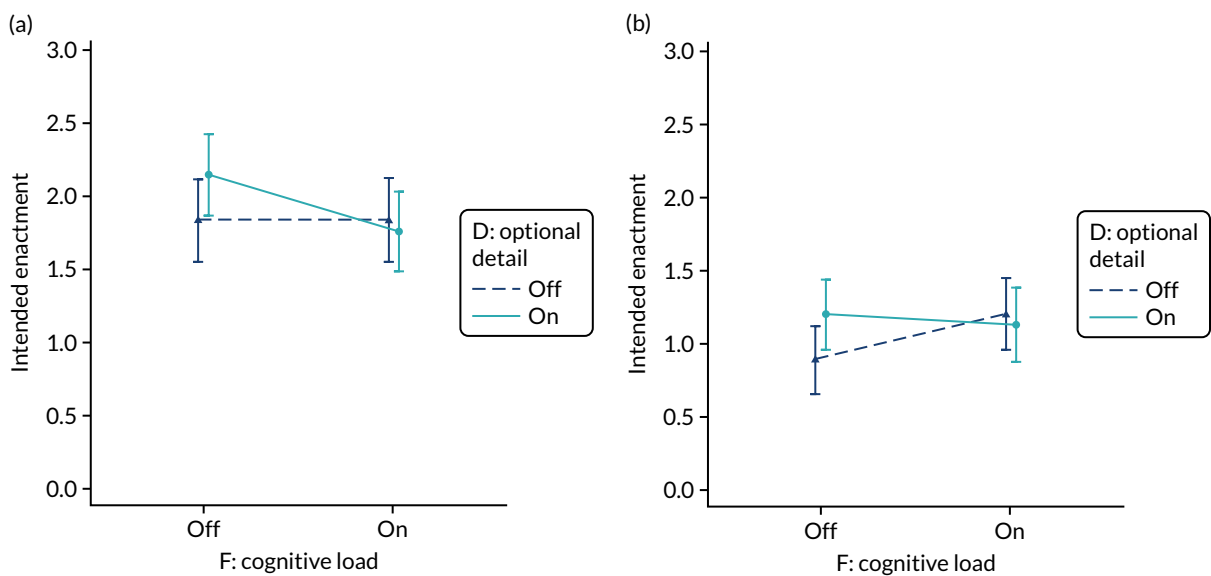 (a)
3.0
2.5
2.0
1.5
1.0
0.5
0.0
Intended enactment
Off
On
F: cognitive load
D: optional
detail
Off
On
(b)
3.0
2.5
2.0
1.5
1.0
0.5
0.0
Intended enactment
Off
On
F: cognitive load
D: optional
detail
Off
On